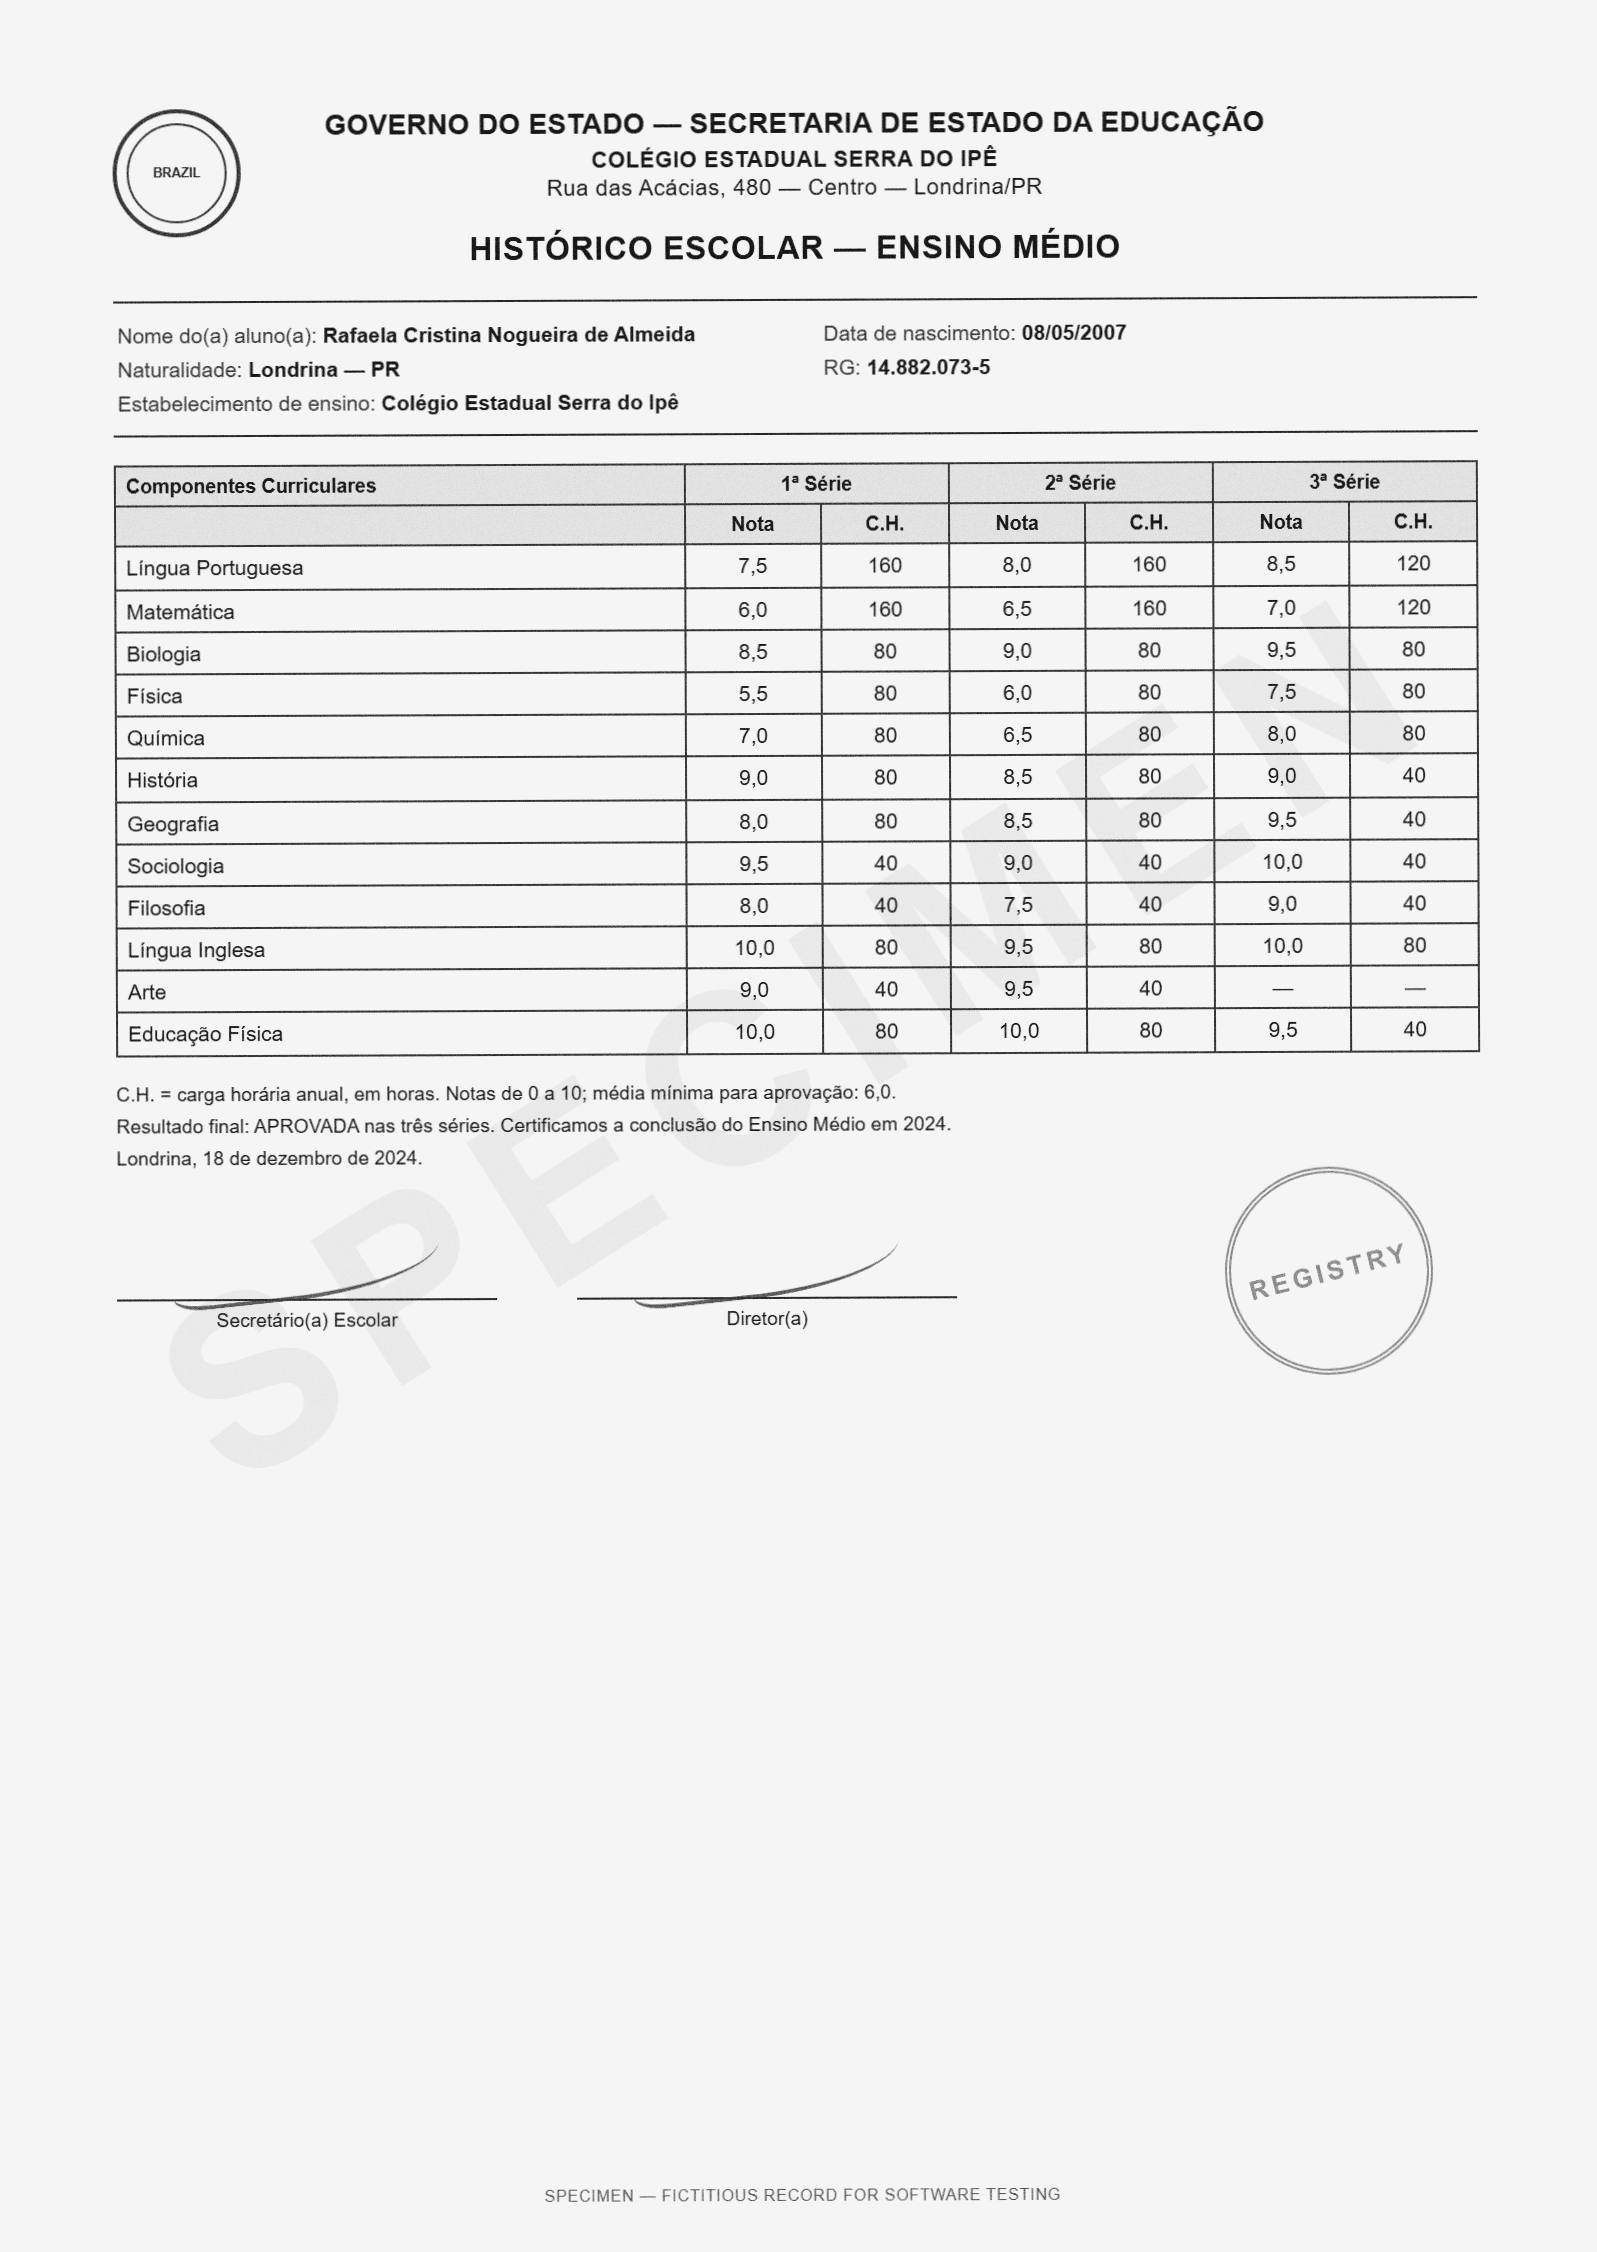 BRAZIL
GOVERNO DO ESTADO — SECRETARIA DE ESTADO DA EDUCAÇÃO
COLÉGIO ESTADUAL SERRA DO IPÊ
Rua das Acácias, 480 — Centro — Londrina/PR
HISTÓRICO ESCOLAR — ENSINO MÉDIO
Nome do(a) aluno(a): Rafaela Cristina Nogueira de Almeida Data de nascimento: 08/05/2007
Naturalidade: Londrina — PR RG: 14.882.073-5
Estabelecimento de ensino: Colégio Estadual Serra do Ipê
Componentes Curriculares 1ª Série 2ª Série 3ª Série
Nota C.H. Nota C.H. Nota C.H.
Língua Portuguesa 7,5 160 8,0 160 8,5 120
Matemática 6,0 160 6,5 160 7,0 120
Biologia 8,5 80 9,0 80 9,5 80
Física 5,5 80 6,0 80 7,5 80
Química 7,0 80 6,5 80 8,0 80
História 9,0 80 8,5 80 9,0 40
Geografia 8,0 80 8,5 80 9,5 40
Sociologia 9,5 40 9,0 40 10,0 40
Filosofia 8,0 40 7,5 40 9,0 40
Língua Inglesa 10,0 80 9,5 80 10,0 80
Arte 9,0 40 9,5 40 — —
Educação Física 10,0 80 10,0 80 9,5 40
C.H. = carga horária anual, em horas. Notas de 0 a 10; média mínima para aprovação: 6,0.
Resultado final: APROVADA nas três séries. Certificamos a conclusão do Ensino Médio em 2024.
Londrina, 18 de dezembro de 2024.
Secretário(a) Escolar Diretor(a)
REGISTRY
SPECIMEN
SPECIMEN — FICTITIOUS RECORD FOR SOFTWARE TESTING